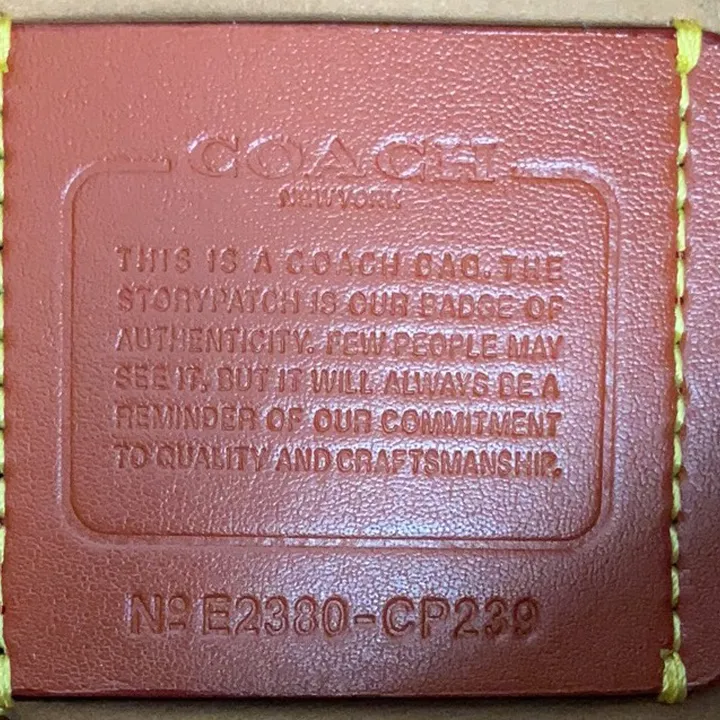 COACH
NEW YORK
THIS IS A COACH BAG. THE
STORYPATCH IS OUR BADGE OF
AUTHENTICITY. FEW PEOPLE MAY
SEE IT, BUT IT WILL ALWAYS BE A
REMINDER OF OUR COMMITMENT
TO QUALITY AND CRAFTSMANSHIP.
Nº E2380-CP239